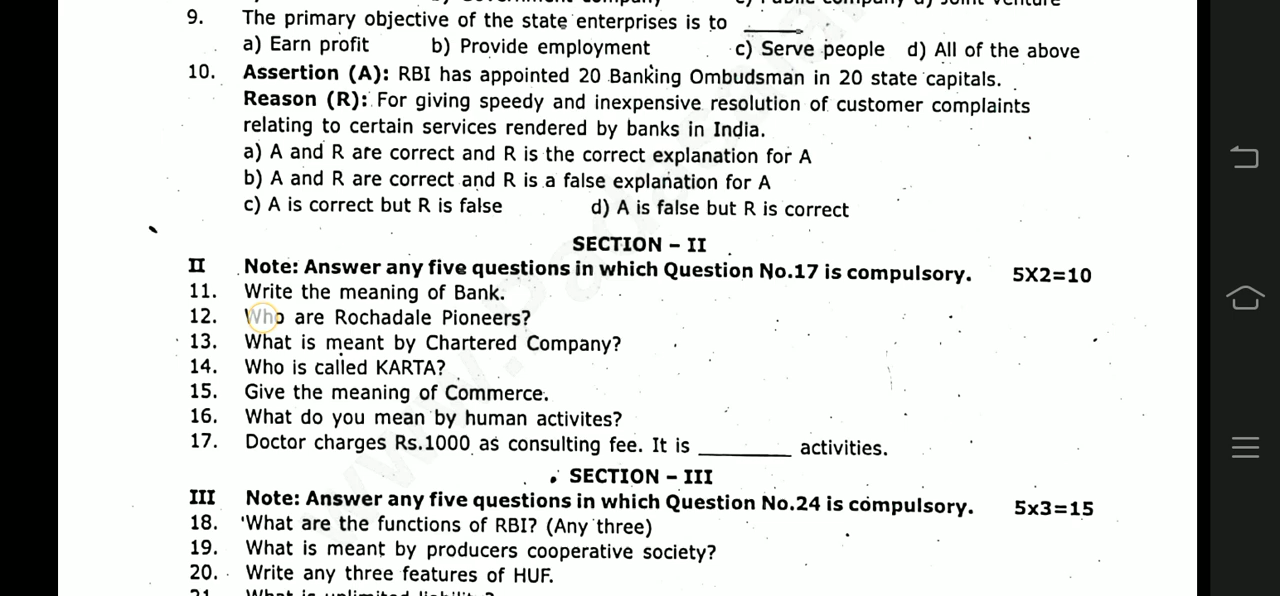 9. The primary objective of the state enterprises is to ______
a) Earn profit b) Provide employment c) Serve people d) All of the above
10. Assertion (A): RBI has appointed 20 Banking Ombudsman in 20 state capitals.
Reason (R): For giving speedy and inexpensive resolution of customer complaints
relating to certain services rendered by banks in India.
a) A and R are correct and R is the correct explanation for A
b) A and R are correct and R is a false explanation for A
c) A is correct but R is false d) A is false but R is correct
SECTION – II
II Note: Answer any five questions in which Question No.17 is compulsory. 5X2=10
11. Write the meaning of Bank.
12. Who are Rochadale Pioneers?
13. What is meant by Chartered Company?
14. Who is called KARTA?
15. Give the meaning of Commerce.
16. What do you mean by human activites?
17. Doctor charges Rs.1000 as consulting fee. It is ________ activities.
SECTION – III
III Note: Answer any five questions in which Question No.24 is compulsory. 5x3=15
18. What are the functions of RBI? (Any three)
19. What is meant by producers cooperative society?
20. Write any three features of HUF.